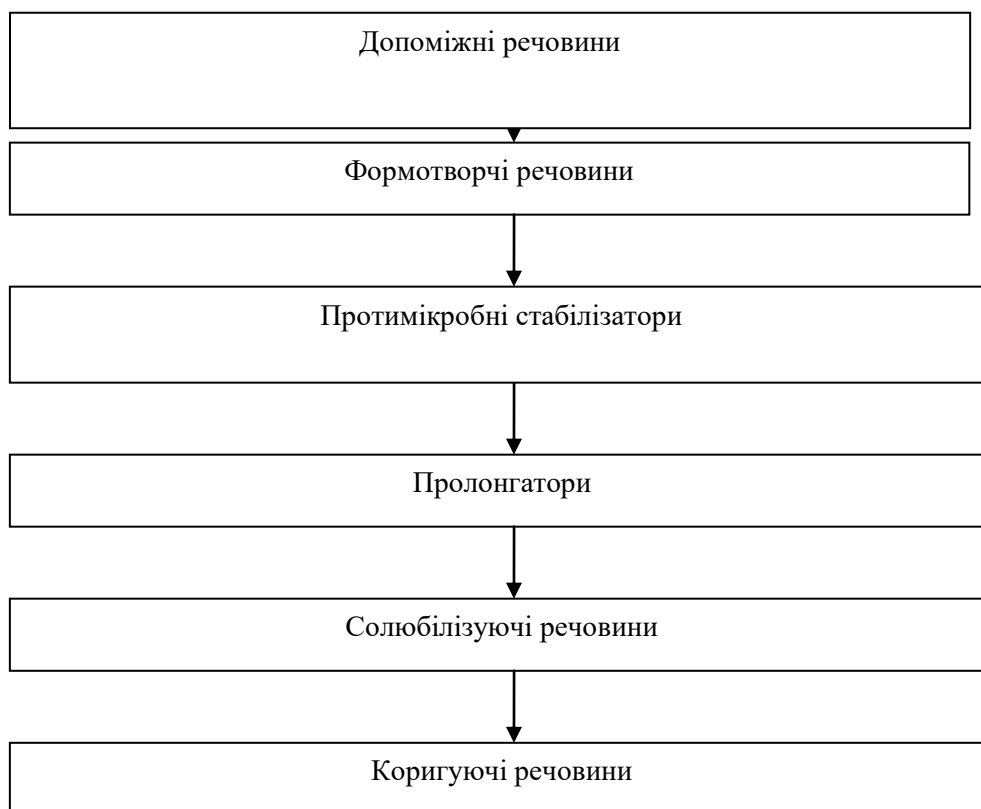 Допоміжні речовини
Формотворчі речовини
Протимікробні стабілізатори
Пролонгатори
Солюбілізуючі речовини
Коригуючі речовини